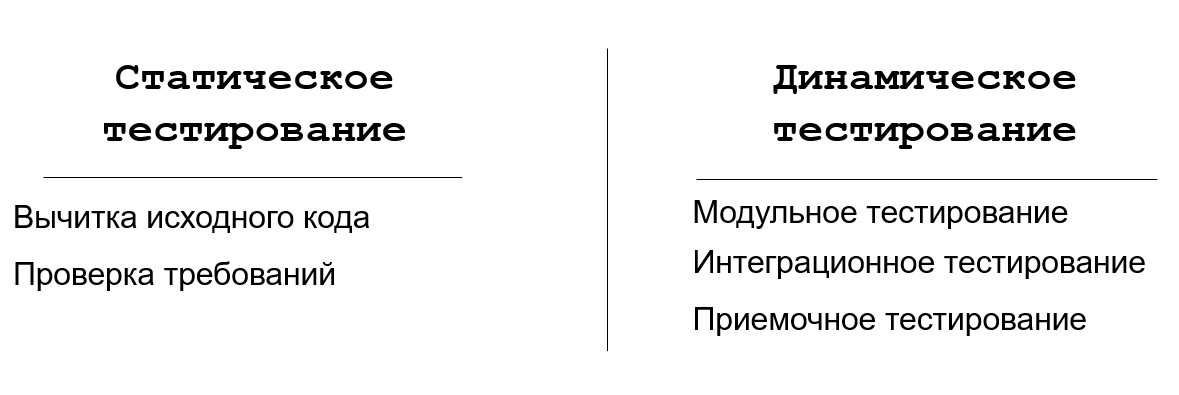 Статическое
тестирование
Вычитка исходного кода
Проверка требований
Динамическое
тестирование
Модульное тестирование
Интеграционное тестирование
Приемочное тестирование